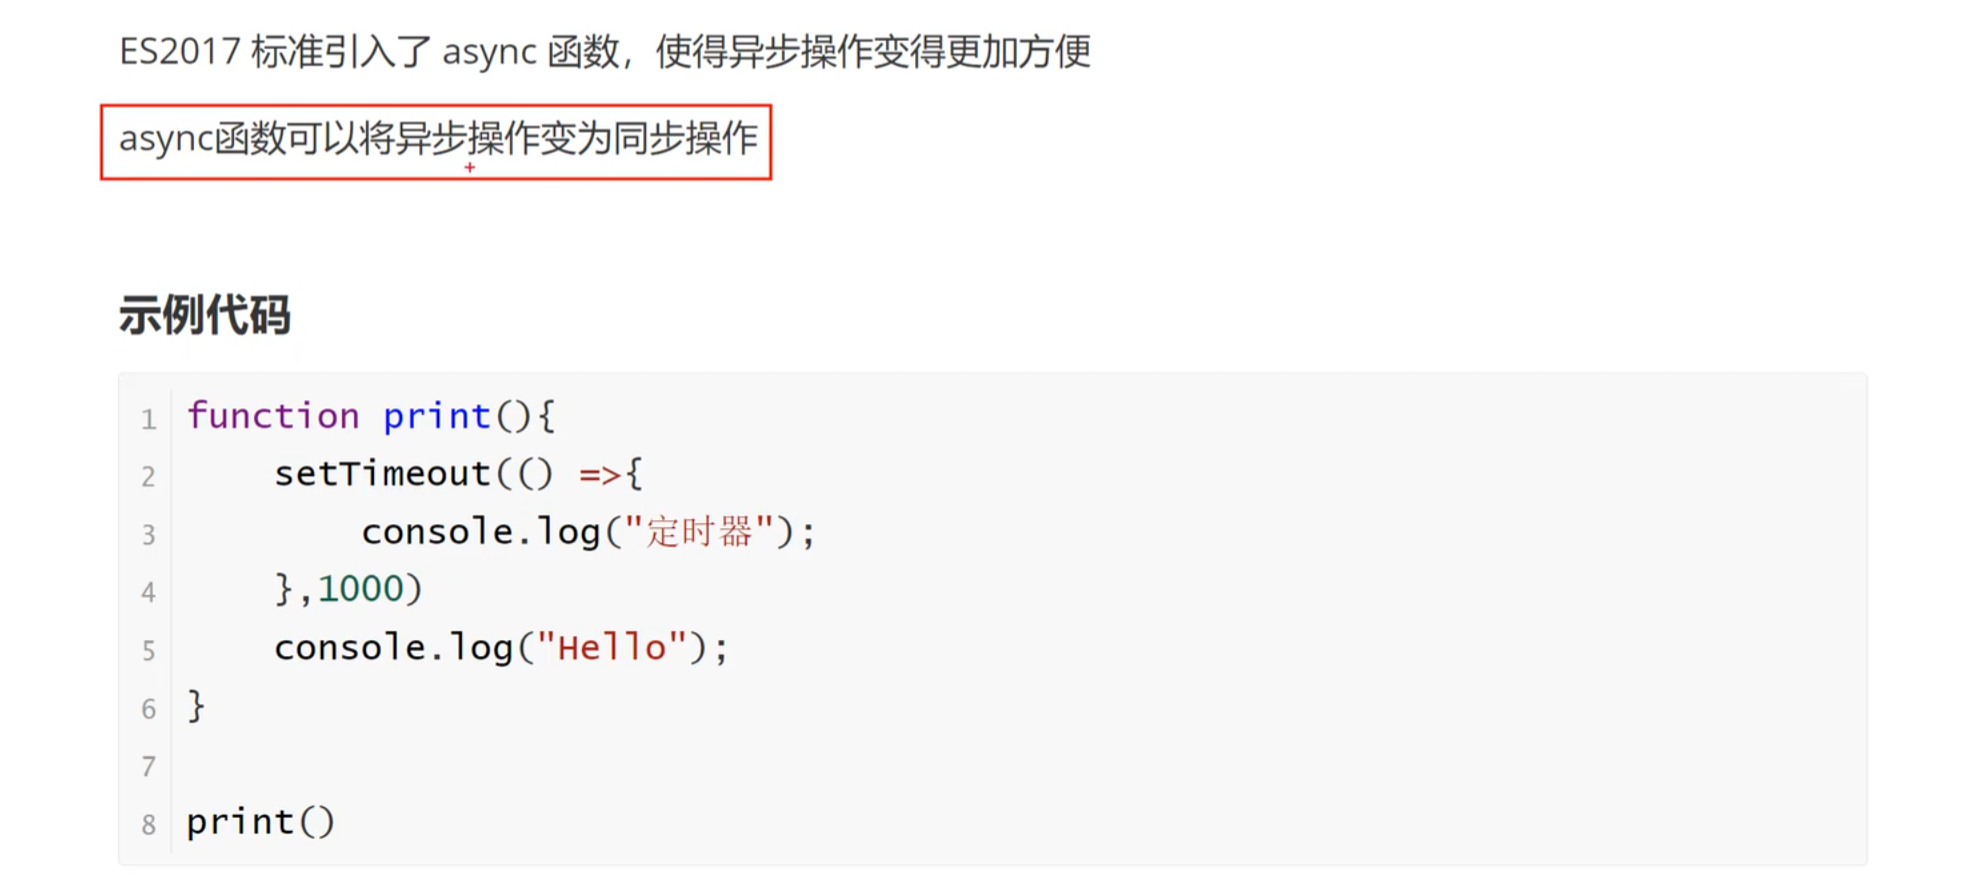 ES2017 标准引入了 async 函数，使得异步操作变得更加方便
async函数可以将异步操作变为同步操作
示例代码
1 function print(){
2     setTimeout(() =>{
3         console.log("定时器");
4     },1000)
5     console.log("Hello");
6 }
7
8 print()